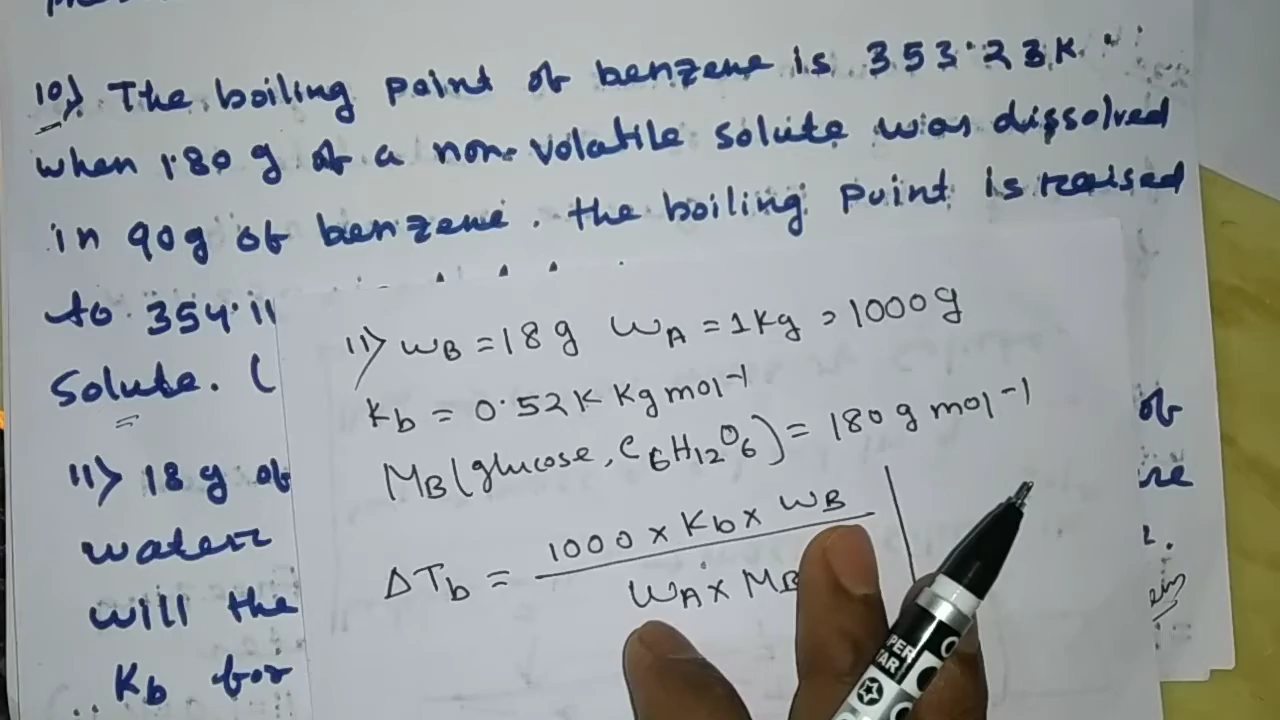 10) The boiling point of benzene is 353.23K.
when 1.80 g of a non-volatile solute was dissolved
in 90g of benzene. the boiling point is raised
to 354.11
Solute. (
11) 18 g of
of
water
will the
Kb for
11) WB = 18 g WA = 1 Kg = 1000 g
Kb = 0.52 K Kg mol-1
MB (glucose, C6H12O6) = 180 g mol-1
ΔTb = 1000 x Kb x WB
WA x MB